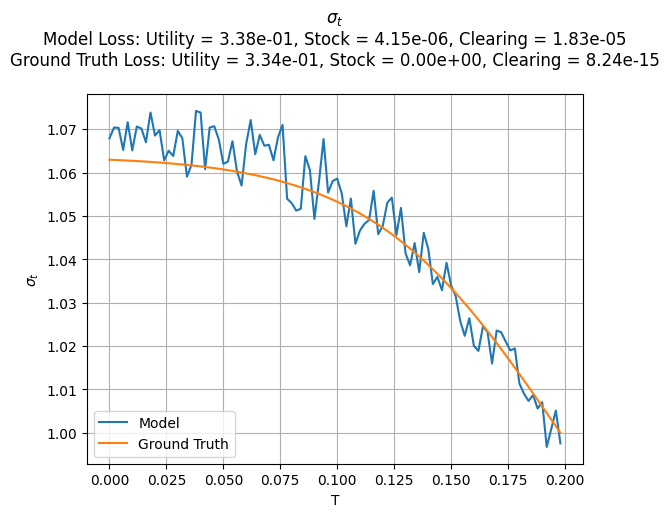 σt
Model Loss: Utility = 3.38e-01, Stock = 4.15e-06, Clearing = 1.83e-05
Ground Truth Loss: Utility = 3.34e-01, Stock = 0.00e+00, Clearing = 8.24e-15
1.07
1.06
1.05
1.04
1.03
1.02
1.01
1.00
σt
Model
Ground Truth
0.000 0.025 0.050 0.075 0.100 0.125 0.150 0.175 0.200
T